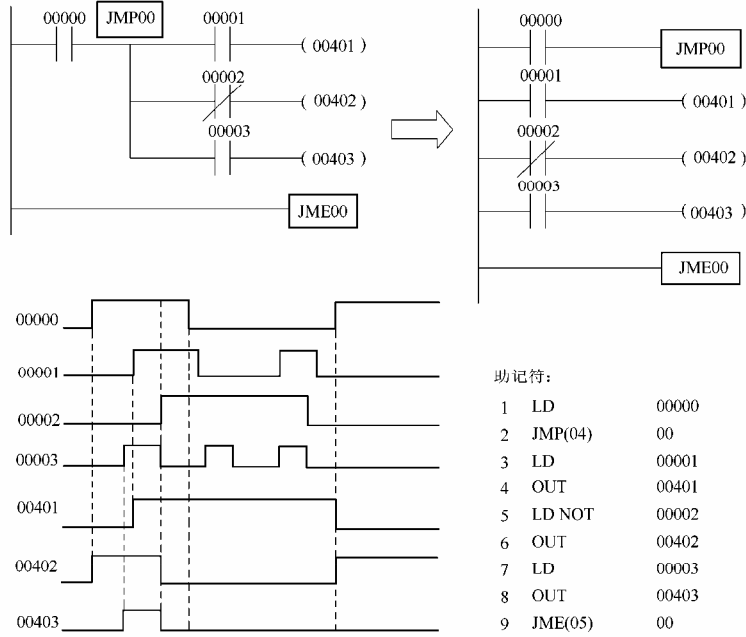 00000
JMP00
00001
( 00401 )
00002
( 00402 )
00003
( 00403 )
JME00
00000
JMP00
00001
( 00401 )
00002
( 00402 )
00003
( 00403 )
JME00
00000
00001
00002
00003
00401
00402
00403
助记符:
1 LD 00000
2 JMP(04) 00
3 LD 00001
4 OUT 00401
5 LD NOT 00002
6 OUT 00402
7 LD 00003
8 OUT 00403
9 JME(05) 00